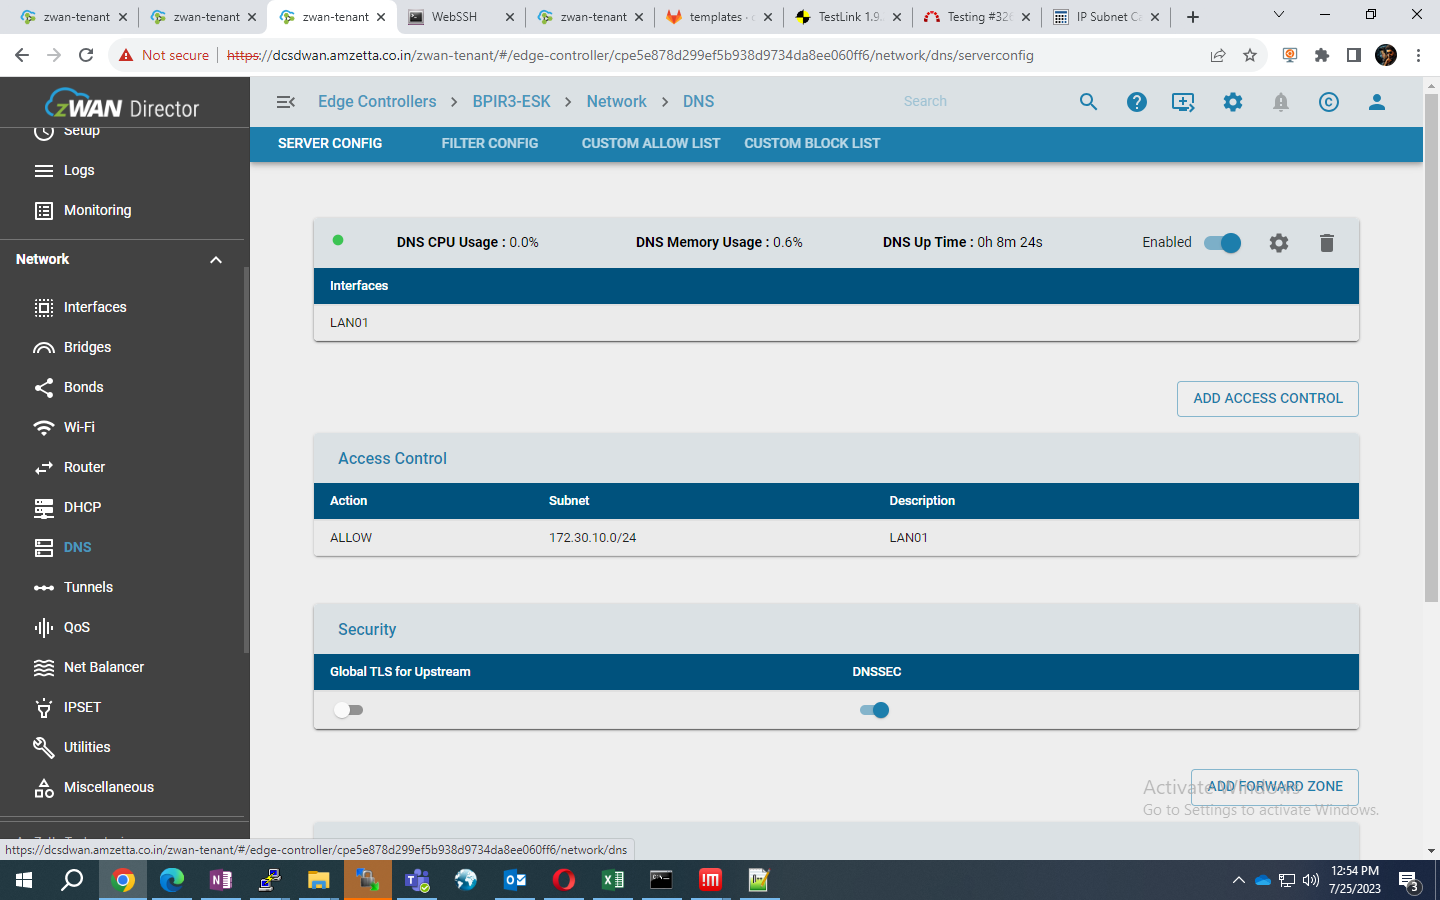 zwan-tenant
zwan-tenant
zwan-tenant
WebSSH
zwan-tenant
templates
TestLink 1.9
Testing #326
IP Subnet Ca
Not secure
https://dcsdwan.amzetta.co.in/zwan-tenant/#/edge-controller/cpe5e878d299ef5b938d9734da8ee060ff6/network/dns/serverconfig
zWAN Director
Edge Controllers > BPIR3-ESK > Network > DNS
Search
SERVER CONFIG
FILTER CONFIG
CUSTOM ALLOW LIST
CUSTOM BLOCK LIST
Setup
Logs
Monitoring
Network
Interfaces
Bridges
Bonds
Wi-Fi
Router
DHCP
DNS
Tunnels
QoS
Net Balancer
IPSET
Utilities
Miscellaneous
DNS CPU Usage : 0.0%
DNS Memory Usage : 0.6%
DNS Up Time : 0h 8m 24s
Enabled
Interfaces
LAN01
ADD ACCESS CONTROL
Access Control
Action Subnet Description
ALLOW 172.30.10.0/24 LAN01
Security
Global TLS for Upstream DNSSEC
ADD FORWARD ZONE
Activate Windows
Go to Settings to activate Windows.
https://dcsdwan.amzetta.co.in/zwan-tenant/#/edge-controller/cpe5e878d299ef5b938d9734da8ee060ff6/network/dns
12:54 PM
7/25/2023
3